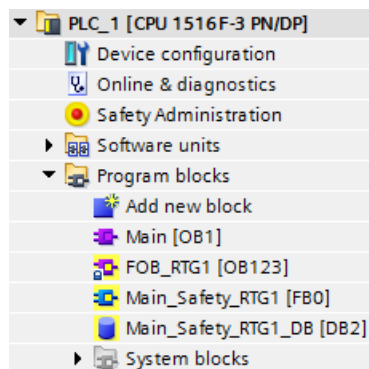 PLC_1 [CPU 1516F-3 PN/DP]
Device configuration
Online & diagnostics
Safety Administration
Software units
Program blocks
Add new block
Main [OB1]
FOB_RTG1 [OB123]
Main_Safety_RTG1 [FB0]
Main_Safety_RTG1_DB [DB2]
System blocks